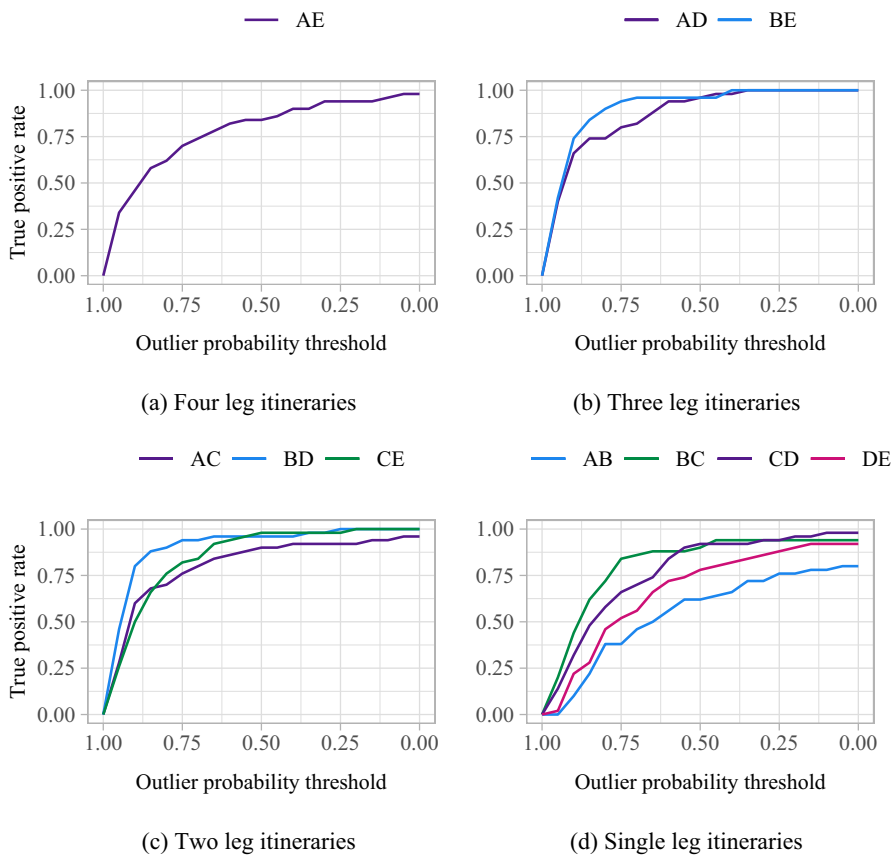 AE
1.00
0.75
0.50
0.25
0.00
True positive rate
1.00 0.75 0.50 0.25 0.00
Outlier probability threshold
(a) Four leg itineraries
AD BE
1.00
0.75
0.50
0.25
0.00
1.00 0.75 0.50 0.25 0.00
Outlier probability threshold
(b) Three leg itineraries
AC BD CE
1.00
0.75
0.50
0.25
0.00
True positive rate
1.00 0.75 0.50 0.25 0.00
Outlier probability threshold
(c) Two leg itineraries
AB BC CD DE
1.00
0.75
0.50
0.25
0.00
1.00 0.75 0.50 0.25 0.00
Outlier probability threshold
(d) Single leg itineraries